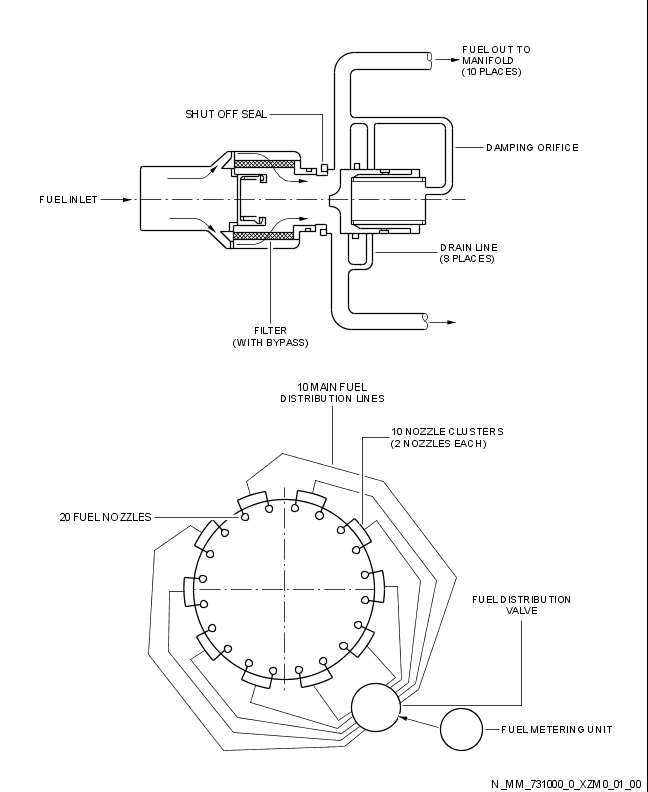 FUEL OUT TO
MANIFOLD
(10 PLACES)
SHUT OFF SEAL
DAMPING ORIFICE
FUEL INLET
DRAIN LINE
(8 PLACES)
FILTER
(WITH BYPASS)
10 MAIN FUEL
DISTRIBUTION LINES
10 NOZZLE CLUSTERS
(2 NOZZLES EACH)
20 FUEL NOZZLES
FUEL DISTRIBUTION
VALVE
FUEL METERING UNIT
N_MM_731000_0_XZM0_01_00